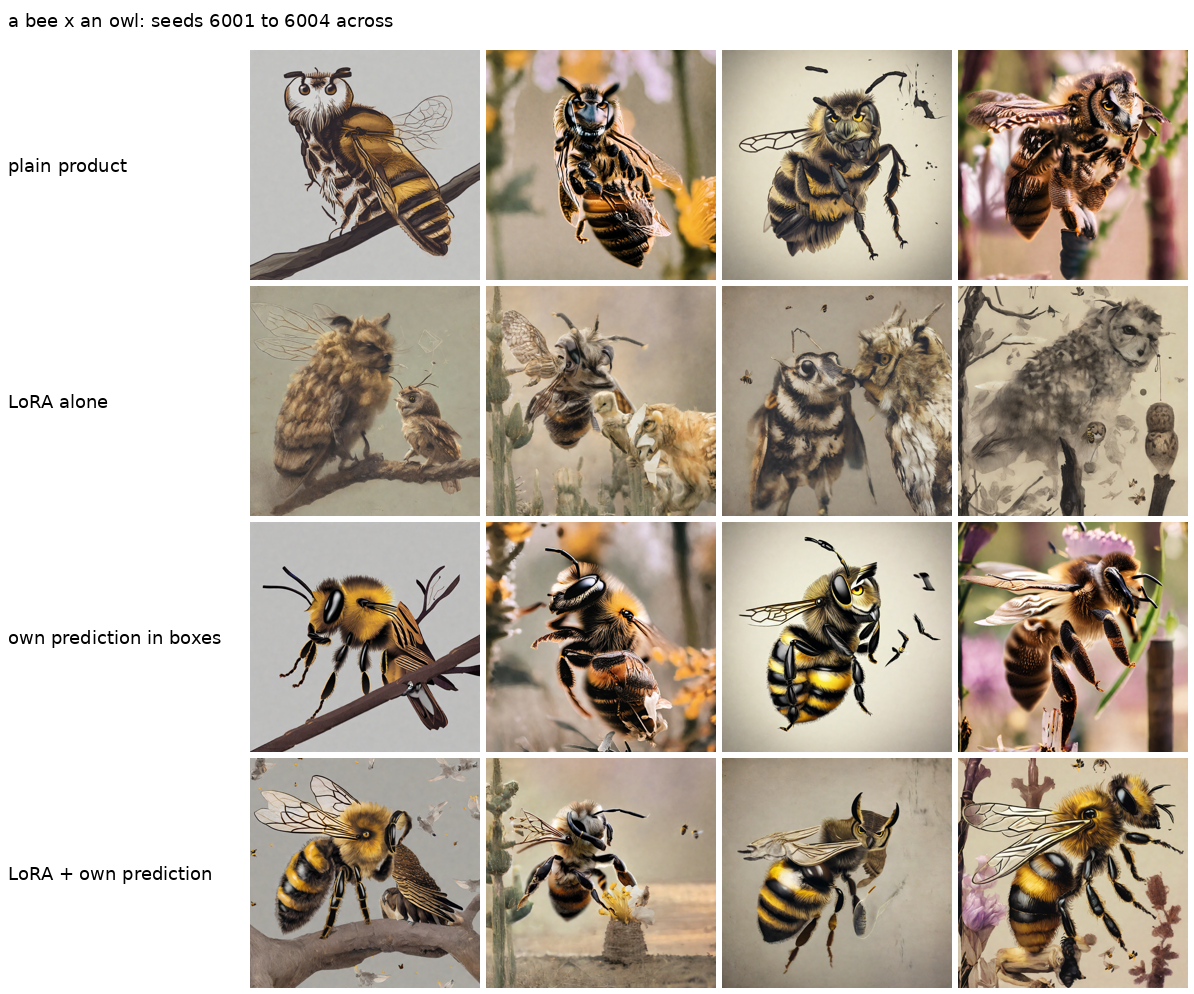 a bee x an owl: seeds 6001 to 6004 across
plain product
LoRA alone
own prediction in boxes
LoRA + own prediction